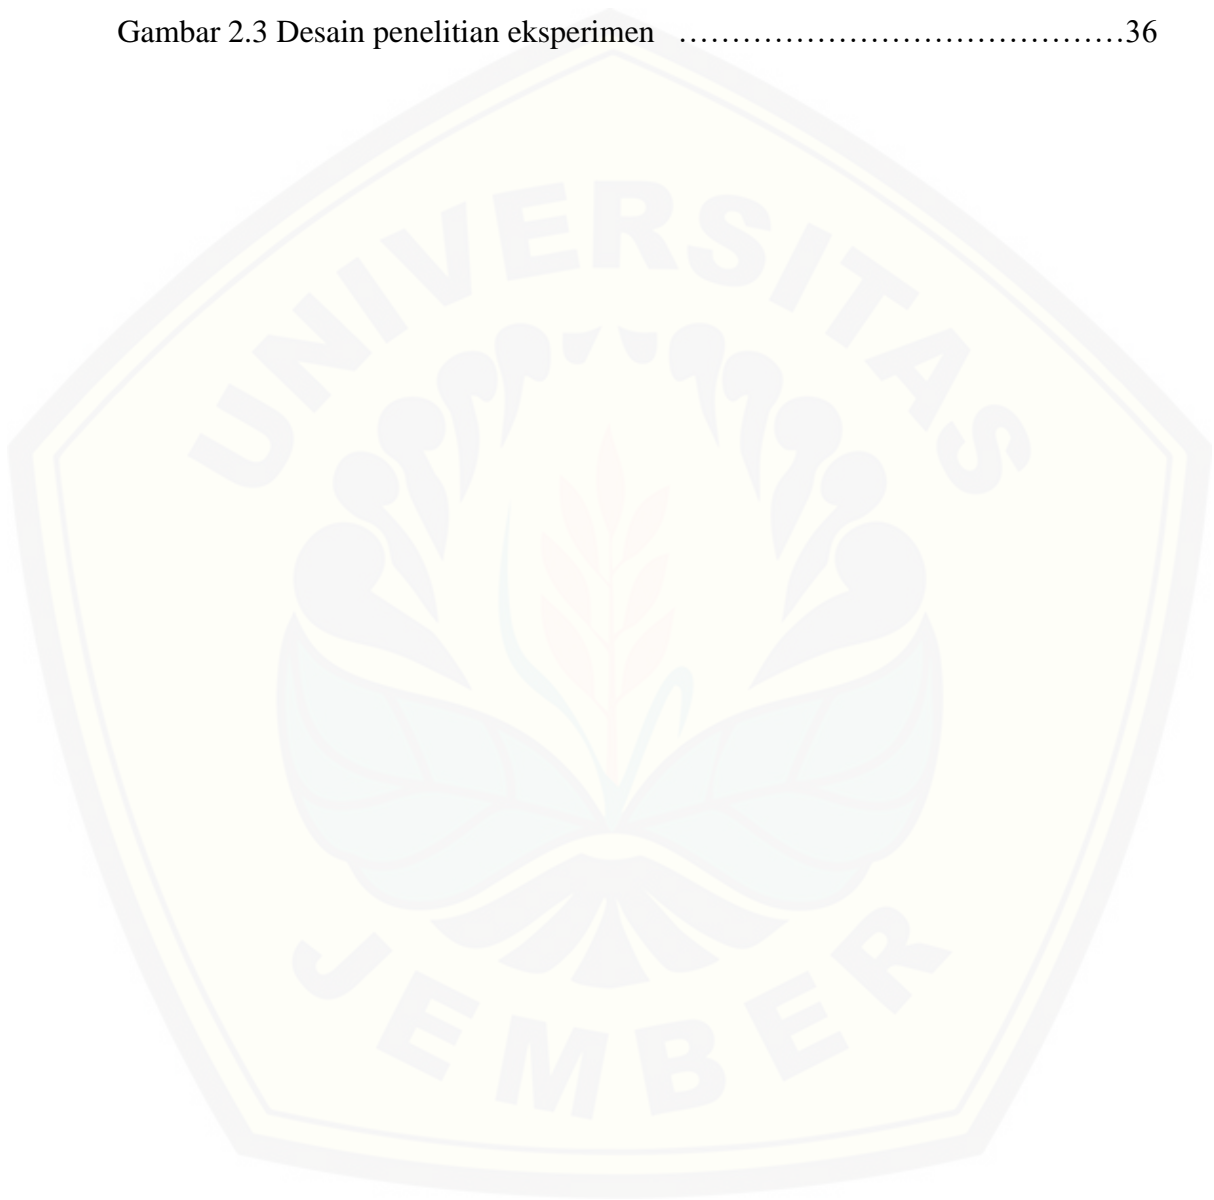 Gambar 2.3 Desain penelitian eksperimen ……………………………………36
UNIVERSITAS
JEMBER